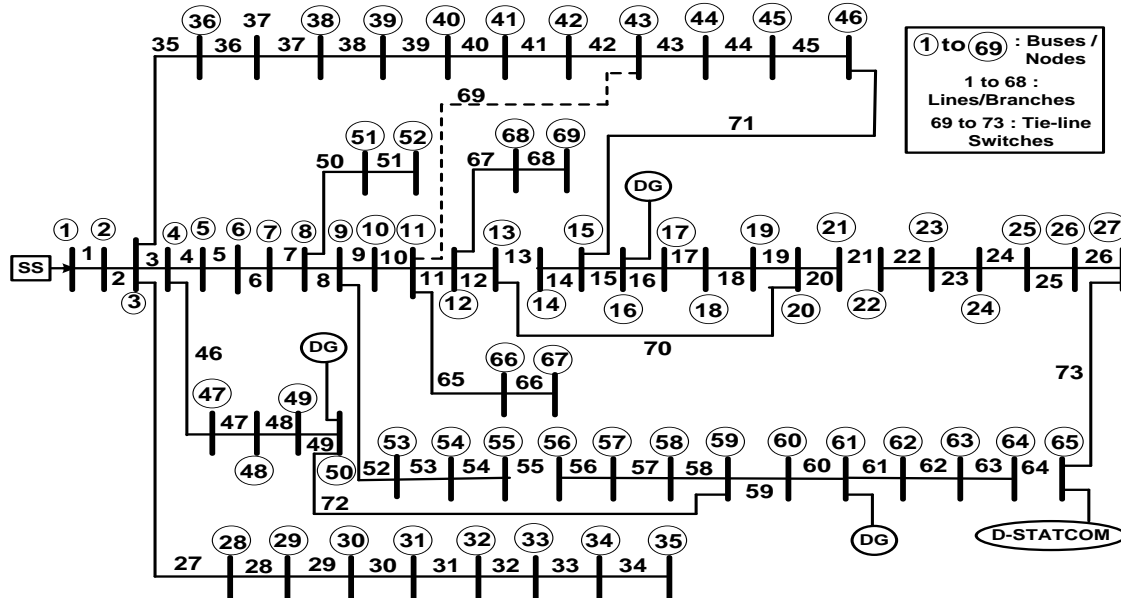 36 37 38 39 40 41 42 43 44 45 46
35 36 37 38 39 40 41 42 43 44 45
1 to 69 : Buses /
Nodes
1 to 68 :
Lines/Branches
69 to 73 : Tie-line
Switches
69
71
51 52
50 51
68 69
67 68
DG
1 2 4 5 6 7 8 9 10 11 13 15 17 19 21 23 25 26 27
1 2 3 4 5 6 7 8 9 10 11 12 13 14 15 16 17 18 19 20 21 22 23 24 25 26
SS
3 12 14 16 18 20 22 24
70
46
DG
73
66 67
65 66
47 49
47 48 49
48 50
53 54 55 56 57 58 59 60 61 62 63 64 65
52 53 54 55 56 57 58 59 60 61 62 63 64
72
DG
D-STATCOM
28 29 30 31 32 33 34 35
27 28 29 30 31 32 33 34